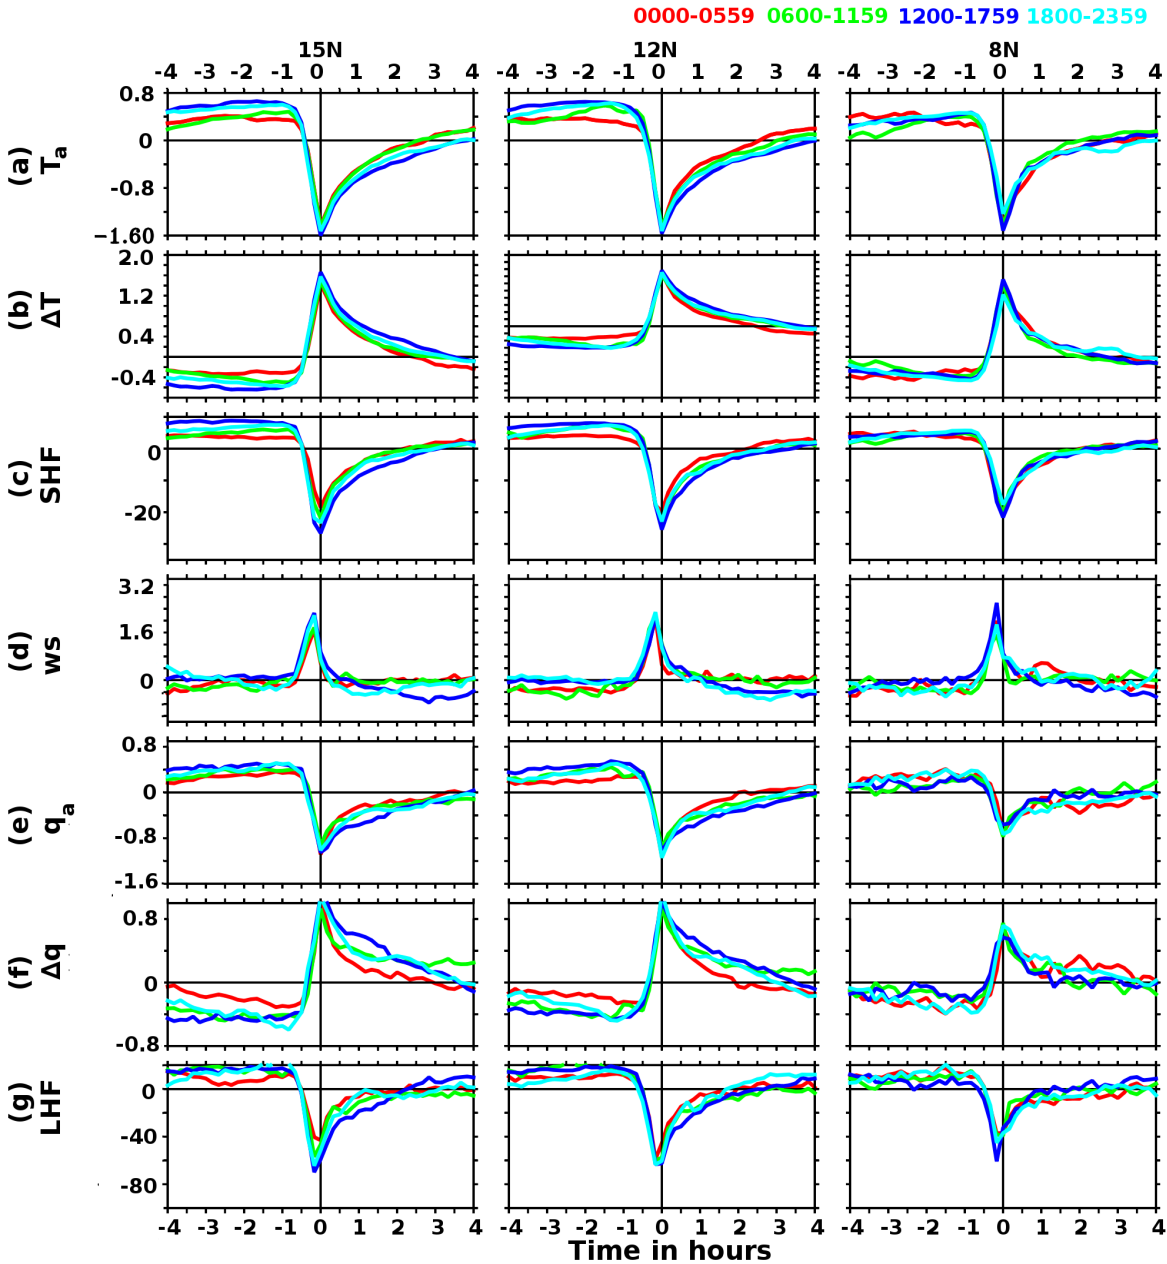 0000-0559 0600-1159 1200-1759 1800-2359
15N 12N 8N
-4 -3 -2 -1 0 1 2 3 4 -4 -3 -2 -1 0 1 2 3 4 -4 -3 -2 -1 0 1 2 3 4
(a) Ta
0.8
0
-0.8
-1.60
(b) ΔT
2.0
1.2
0.4
-0.4
(c) SHF
0
-20
(d) ws
3.2
1.6
0
(e) qa
0.8
0
-0.8
-1.6
(f) Δq
0.8
0
-0.8
(g) LHF
0
-40
-80
-4 -3 -2 -1 0 1 2 3 4 -4 -3 -2 -1 0 1 2 3 4 -4 -3 -2 -1 0 1 2 3 4
Time in hours